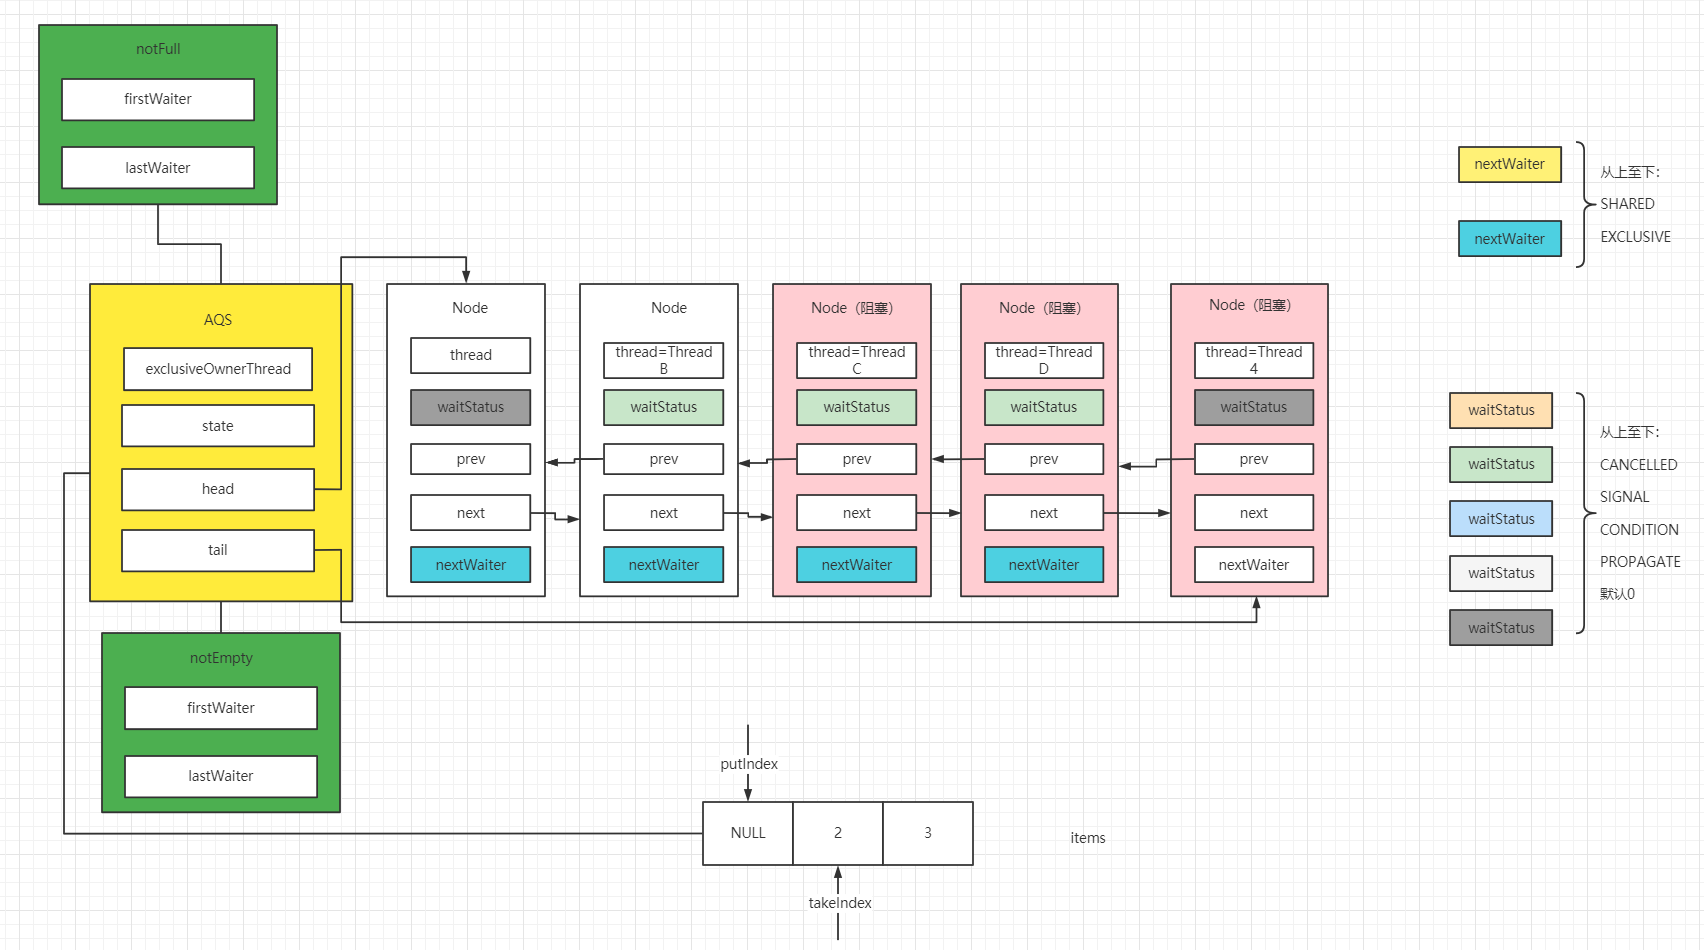 notFull
firstWaiter
lastWaiter
AQS
exclusiveOwnerThread
state
head
tail
notEmpty
firstWaiter
lastWaiter
Node
thread
waitStatus
prev
next
nextWaiter
Node
thread=Thread
B
waitStatus
prev
next
nextWaiter
Node（阻塞）
thread=Thread
C
waitStatus
prev
next
nextWaiter
Node（阻塞）
thread=Thread
D
waitStatus
prev
next
nextWaiter
Node（阻塞）
thread=Thread
4
waitStatus
prev
next
nextWaiter
nextWaiter
nextWaiter
从上至下：
SHARED
EXCLUSIVE
waitStatus
waitStatus
waitStatus
waitStatus
waitStatus
从上至下：
CANCELLED
SIGNAL
CONDITION
PROPAGATE
默认0
putIndex
NULL
2
3
items
takeIndex